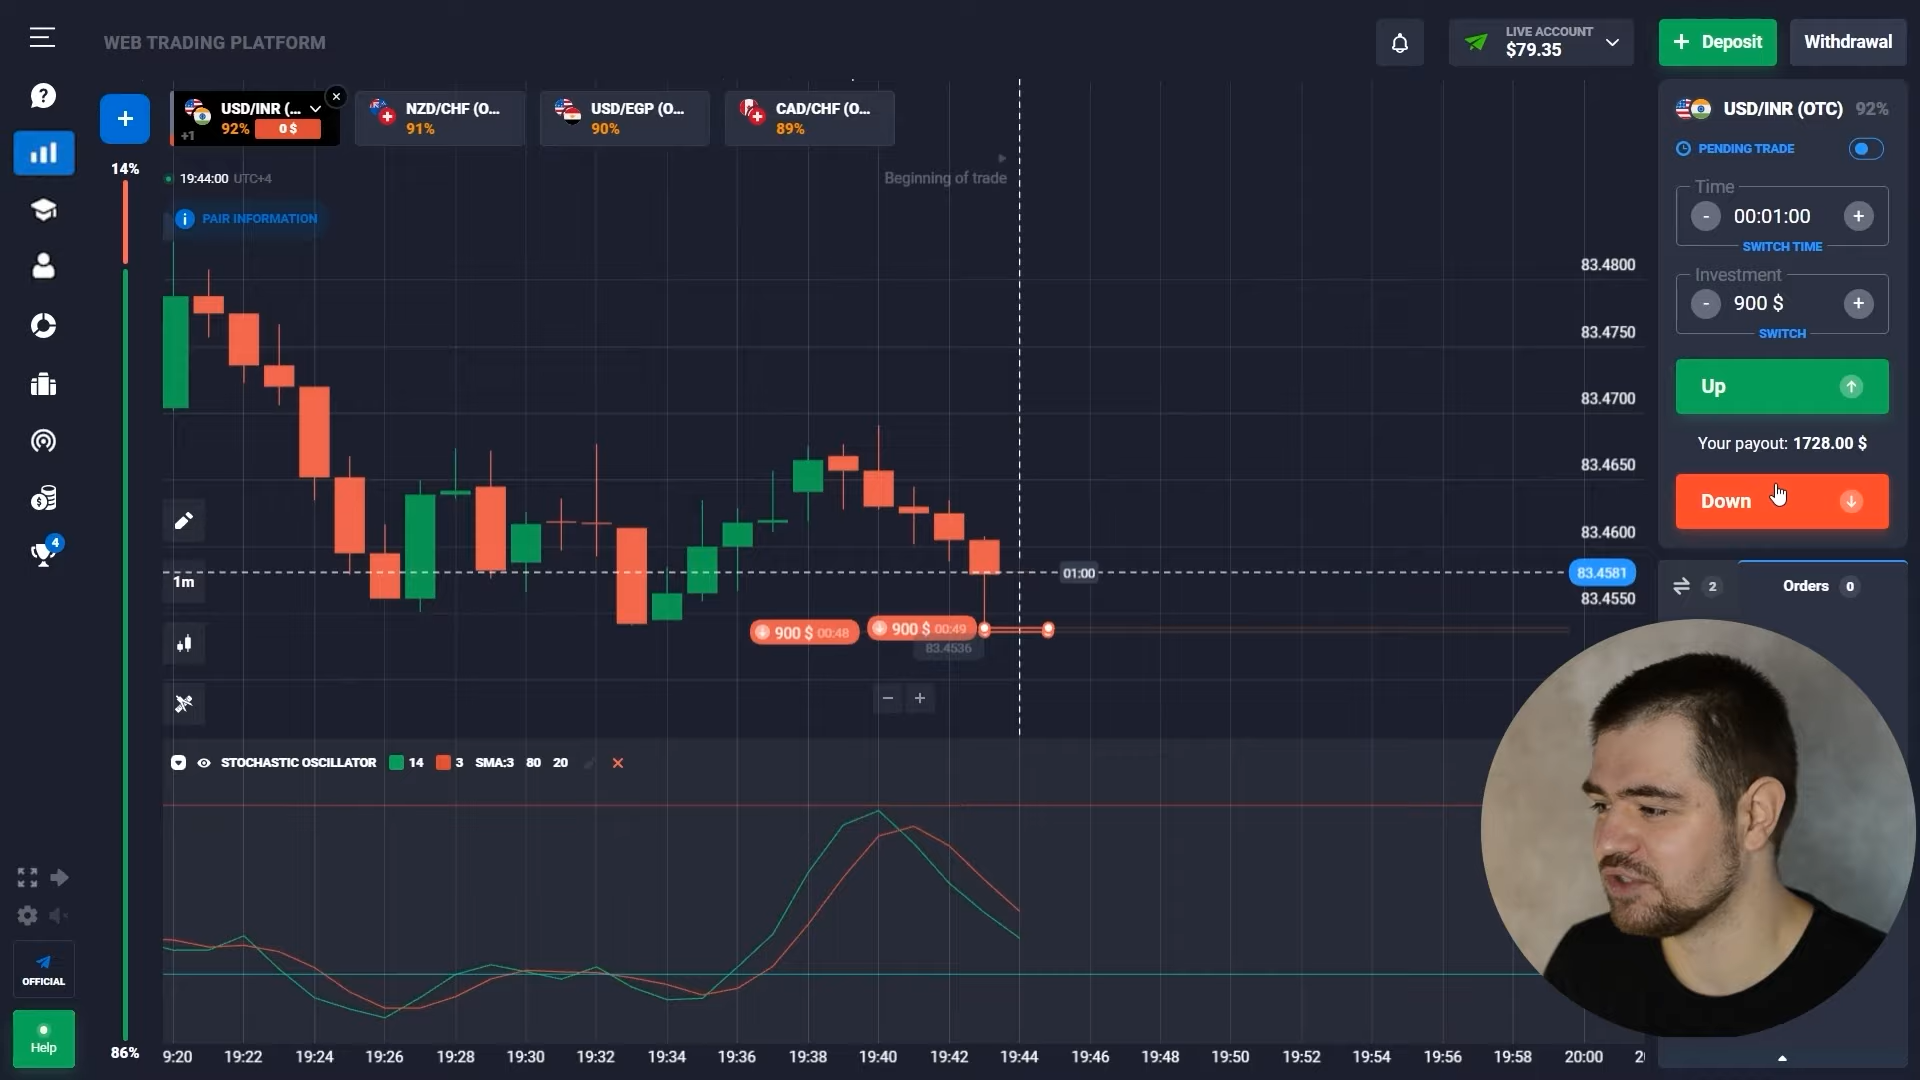 WEB TRADING PLATFORM
LIVE ACCOUNT
$79.35
+ Deposit
Withdrawal
USD/INR (...
92%
0 $
+1
NZD/CHF (O...
91%
USD/EGP (O...
90%
CAD/CHF (O...
89%
14%
19:44:00 UTC+4
PAIR INFORMATION
Beginning of trade
USD/INR (OTC) 92%
PENDING TRADE
Time
- 00:01:00 +
SWITCH TIME
Investment
- 900 $ +
SWITCH
Up
Your payout: 1728.00 $
Down
2
Orders 0
83.4800
83.4750
83.4700
83.4650
83.4600
83.4581
83.4550
01:00
1m
900 $ 00:48
900 $ 00:49
83.4536
STOCHASTIC OSCILLATOR 14 3 SMA:3 80 20
4
OFFICIAL
Help
86%
9:20 19:22 19:24 19:26 19:28 19:30 19:32 19:34 19:36 19:38 19:40 19:42 19:44 19:46 19:48 19:50 19:52 19:54 19:56 19:58 20:00